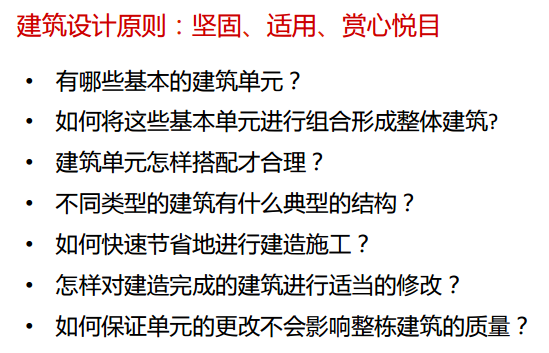 建筑设计原则：坚固、适用、赏心悦目
• 有哪些基本的建筑单元？
• 如何将这些基本单元进行组合形成整体建筑?
• 建筑单元怎样搭配才合理？
• 不同类型的建筑有什么典型的结构？
• 如何快速节省地进行建造施工？
• 怎样对建造完成的建筑进行适当的修改？
• 如何保证单元的更改不会影响整栋建筑的质量？